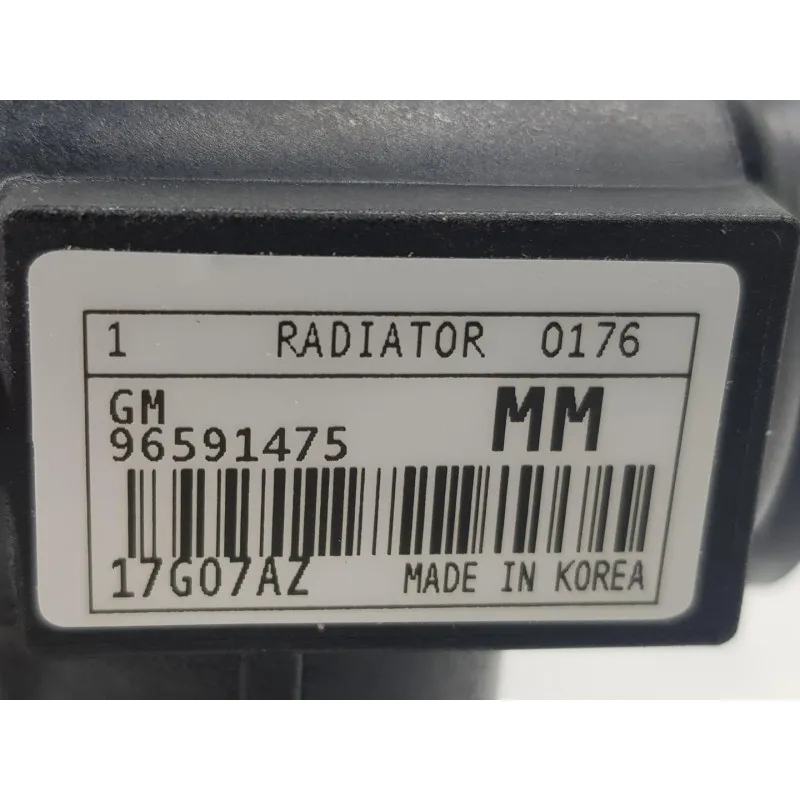 1 RADIATOR 0176
GM
96591475 MM
17G07AZ MADE IN KOREA